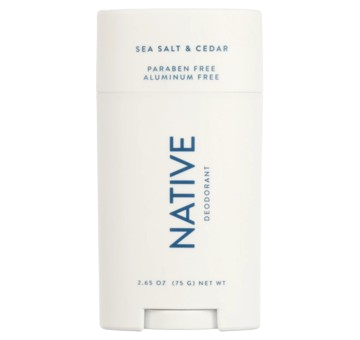 SEA SALT & CEDAR
PARABEN FREE
ALUMINUM FREE
NATIVE
DEODORANT
2.65 OZ (75 G) NET WT